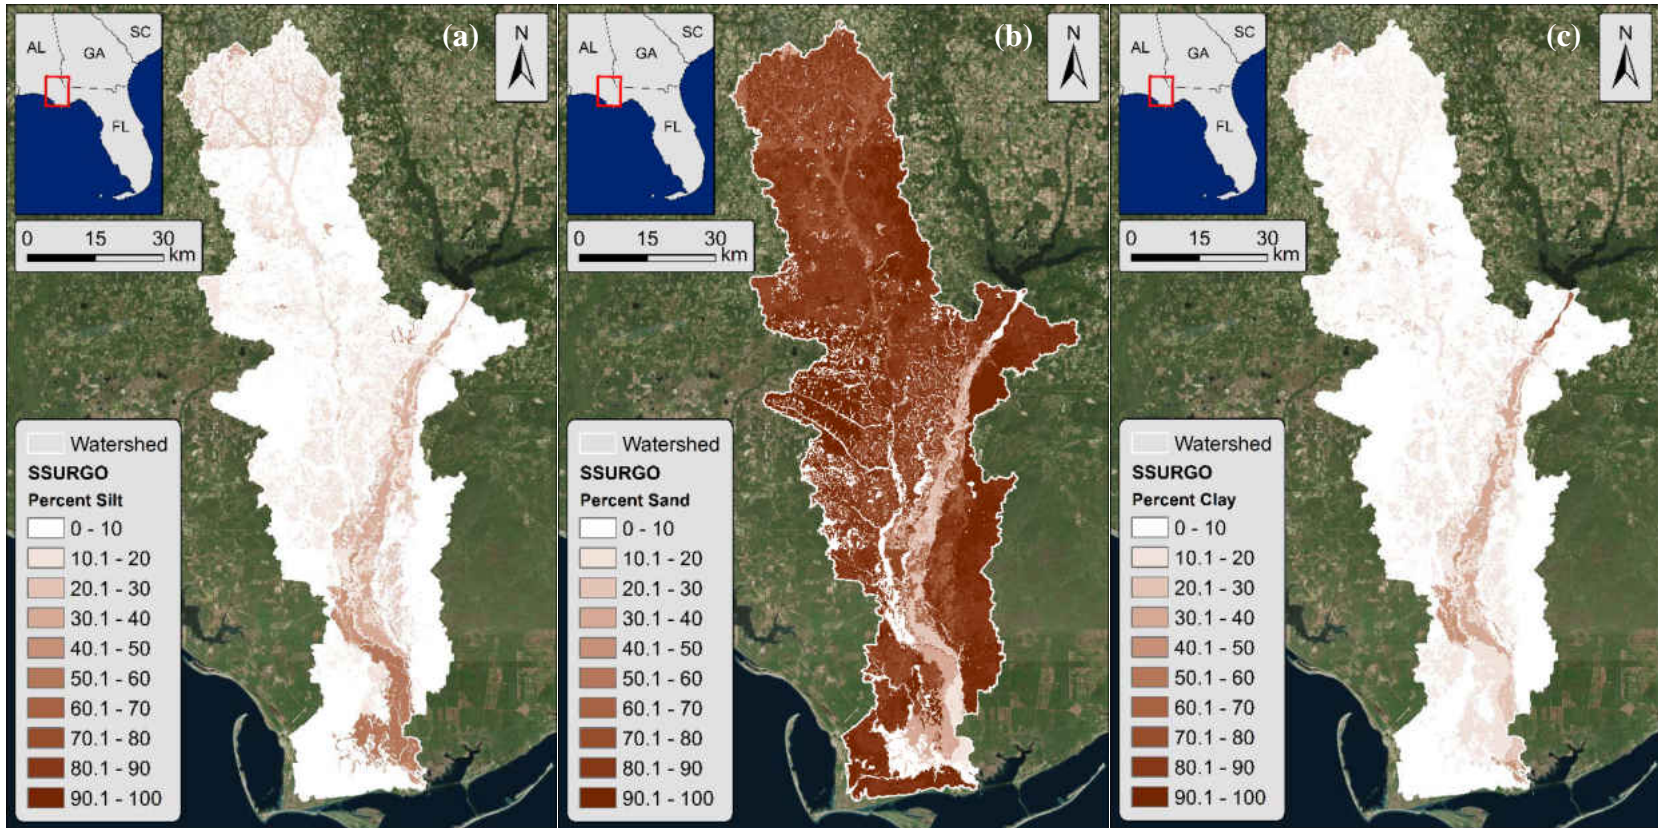 (a)
N
AL
GA
SC
FL
0 15 30
km
Watershed
SSURGO
Percent Silt
0 - 10
10.1 - 20
20.1 - 30
30.1 - 40
40.1 - 50
50.1 - 60
60.1 - 70
70.1 - 80
80.1 - 90
90.1 - 100
(b)
N
AL
GA
SC
FL
0 15 30
km
Watershed
SSURGO
Percent Sand
0 - 10
10.1 - 20
20.1 - 30
30.1 - 40
40.1 - 50
50.1 - 60
60.1 - 70
70.1 - 80
80.1 - 90
90.1 - 100
(c)
N
AL
GA
SC
FL
0 15 30
km
Watershed
SSURGO
Percent Clay
0 - 10
10.1 - 20
20.1 - 30
30.1 - 40
40.1 - 50
50.1 - 60
60.1 - 70
70.1 - 80
80.1 - 90
90.1 - 100